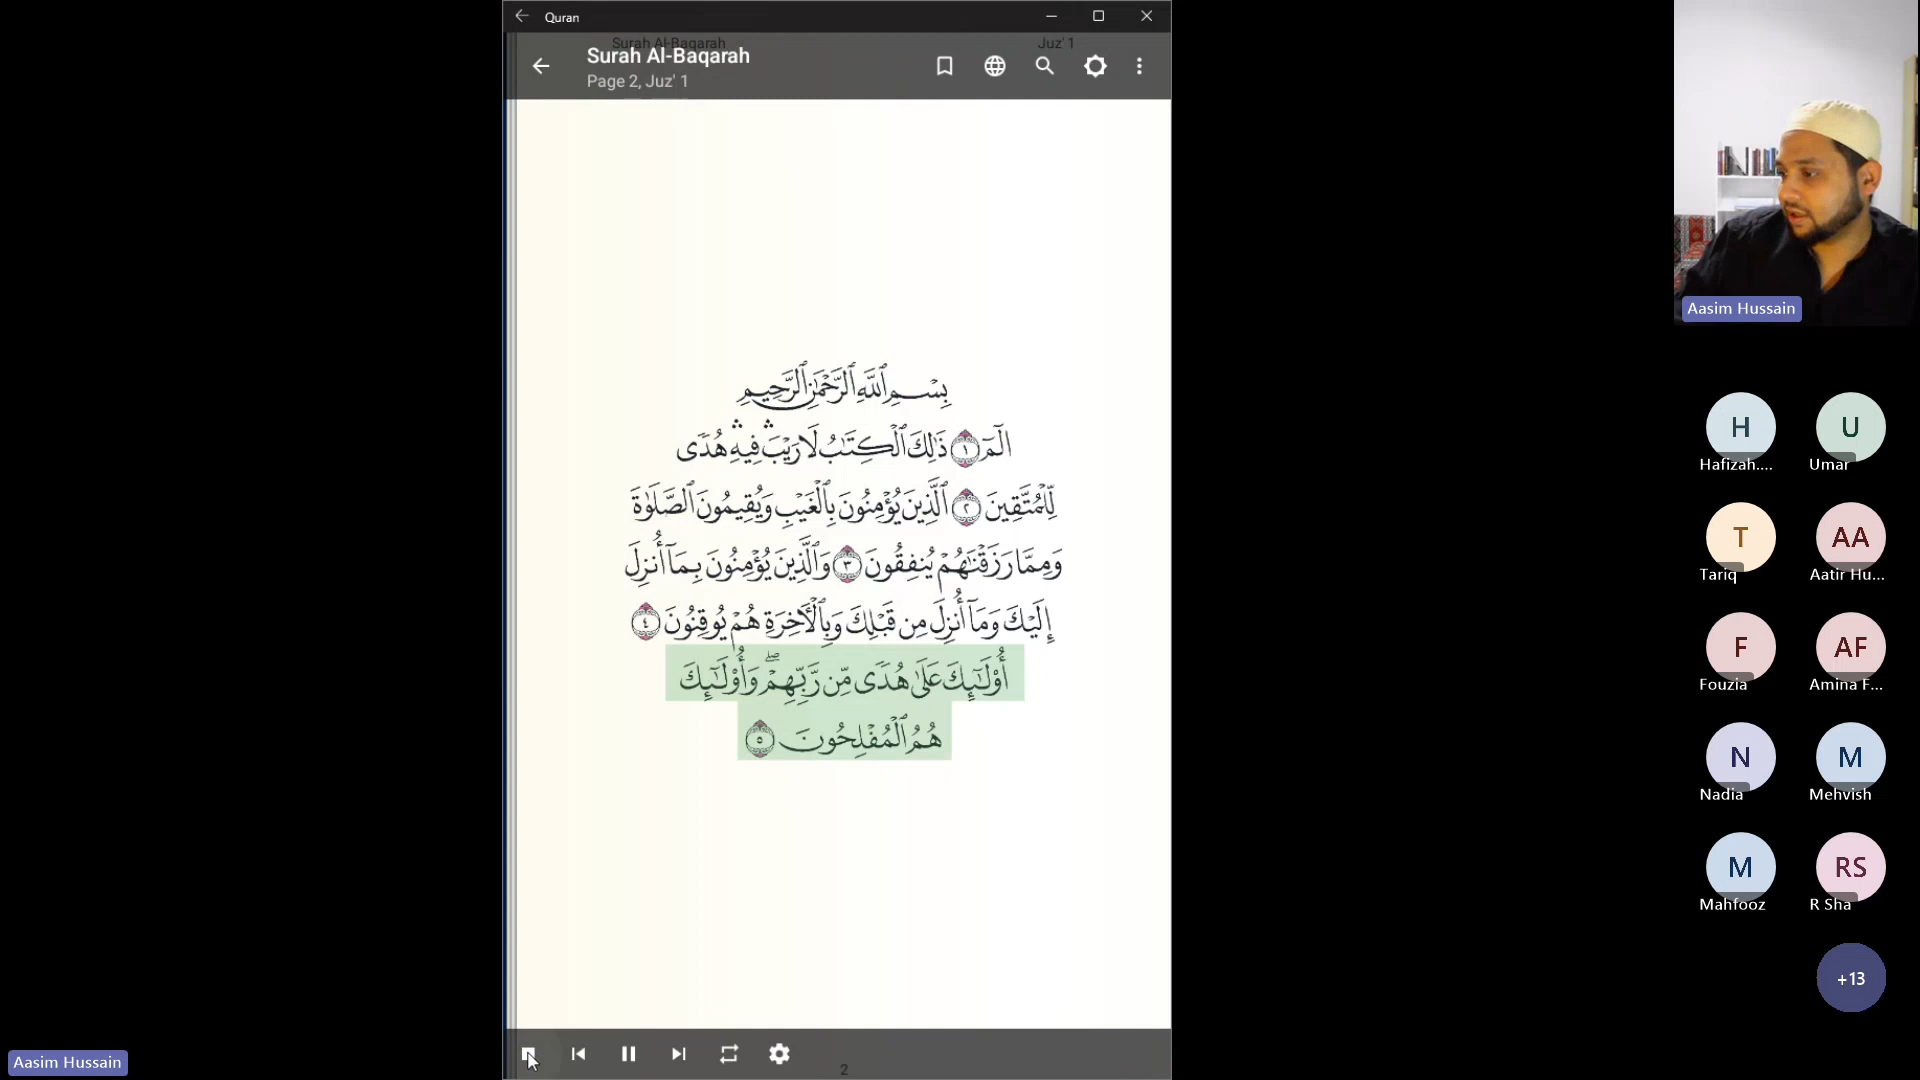 Quran
Surah Al-Baqarah
Juz' 1
Surah Al-Baqarah
Page 2, Juz' 1
بِسْمِ ٱللَّهِ ٱلرَّحْمَٰنِ ٱلرَّحِيمِ
الٓمٓ ١ ذَٰلِكَ ٱلْكِتَٰبُ لَا رَيْبَ ۛ فِيهِ ۛ هُدًى
لِّلْمُتَّقِينَ ٢ ٱلَّذِينَ يُؤْمِنُونَ بِٱلْغَيْبِ وَيُقِيمُونَ ٱلصَّلَوٰةَ
وَمِمَّا رَزَقْنَٰهُمْ يُنفِقُونَ ٣ وَٱلَّذِينَ يُؤْمِنُونَ بِمَآ أُنزِلَ
إِلَيْكَ وَمَآ أُنزِلَ مِن قَبْلِكَ وَبِٱلْأَخِرَةِ هُمْ يُوقِنُونَ ٤
أُو۟لَٰٓئِكَ عَلَىٰ هُدًى مِّن رَّبِّهِمْ ۖ وَأُو۟لَٰٓئِكَ
هُمُ ٱلْمُفْلِحُونَ ٥
2
Aasim Hussain
Aasim Hussain
H
Hafizah....
U
Umar
T
Tariq
AA
Aatir Hu...
F
Fouzia
AF
Amina F...
N
Nadia
M
Mehvish
M
Mahfooz
RS
R Sha
+13